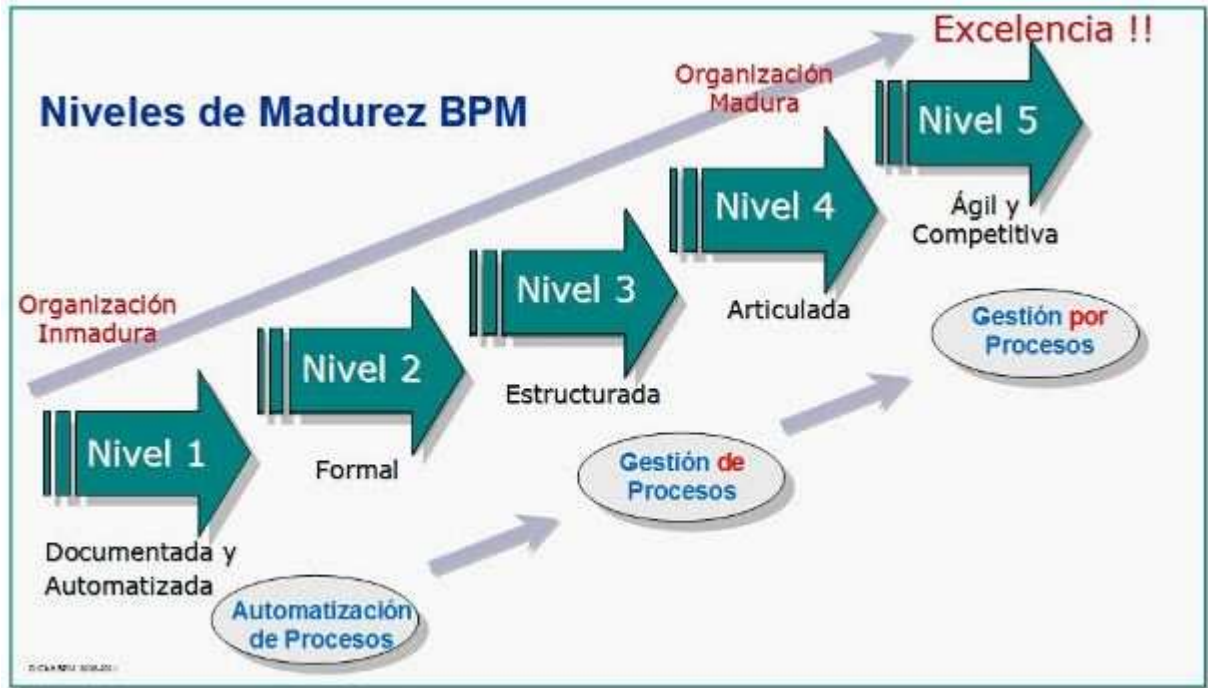 Excelencia !!
Niveles de Madurez BPM
Organización
Madura
Nivel 5
Ágil y
Competitiva
Nivel 4
Articulada
Gestión por
Procesos
Nivel 3
Estructurada
Gestión de
Procesos
Organización
Inmadura
Nivel 2
Formal
Nivel 1
Documentada y
Automatizada
Automatización
de Procesos